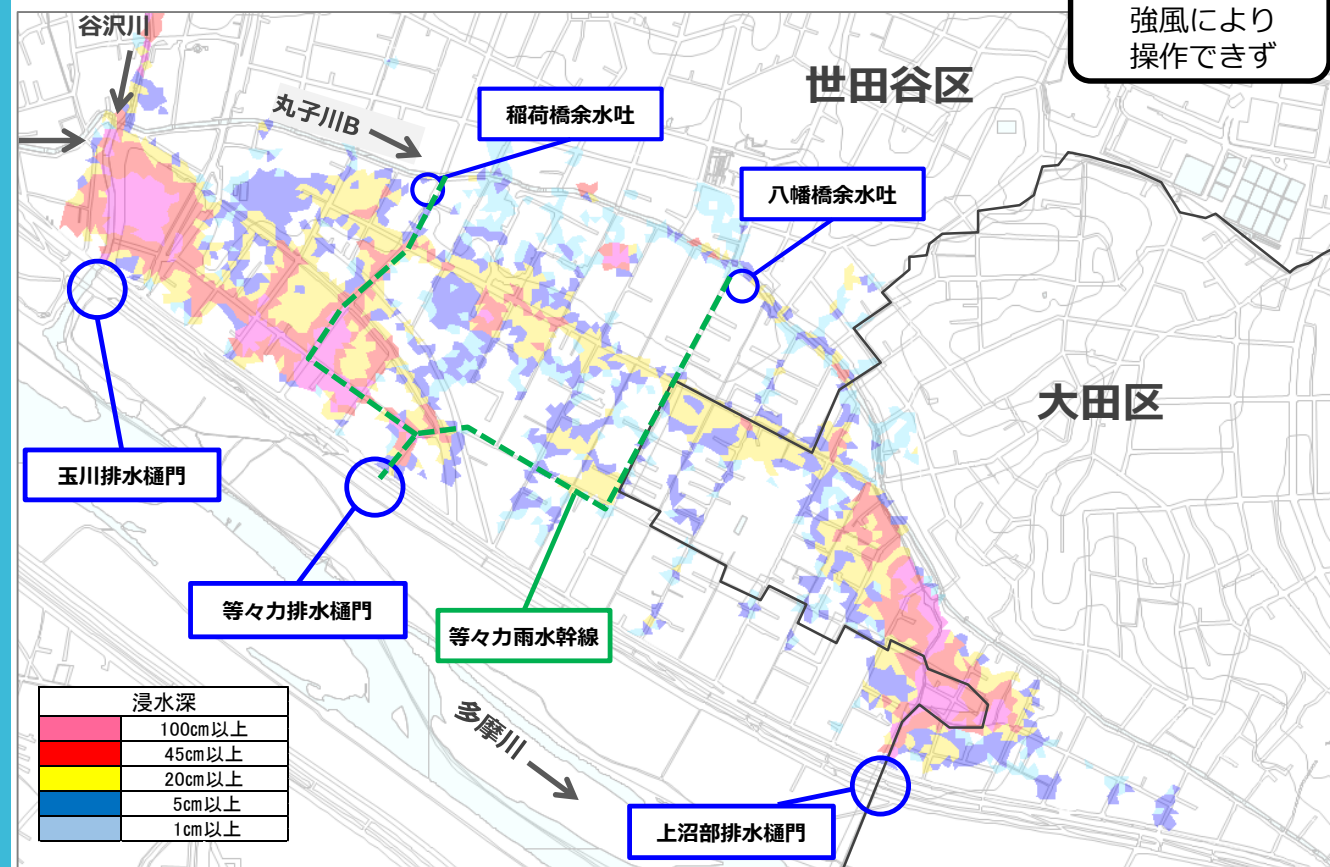 強風により
操作できず
谷沢川
世田谷区
丸子川B
稲荷橋余水吐
八幡橋余水吐
大田区
玉川排水樋門
等々力排水樋門
等々力雨水幹線
多摩川
上沼部排水樋門
浸水深
100cm以上
45cm以上
20cm以上
5cm以上
1cm以上